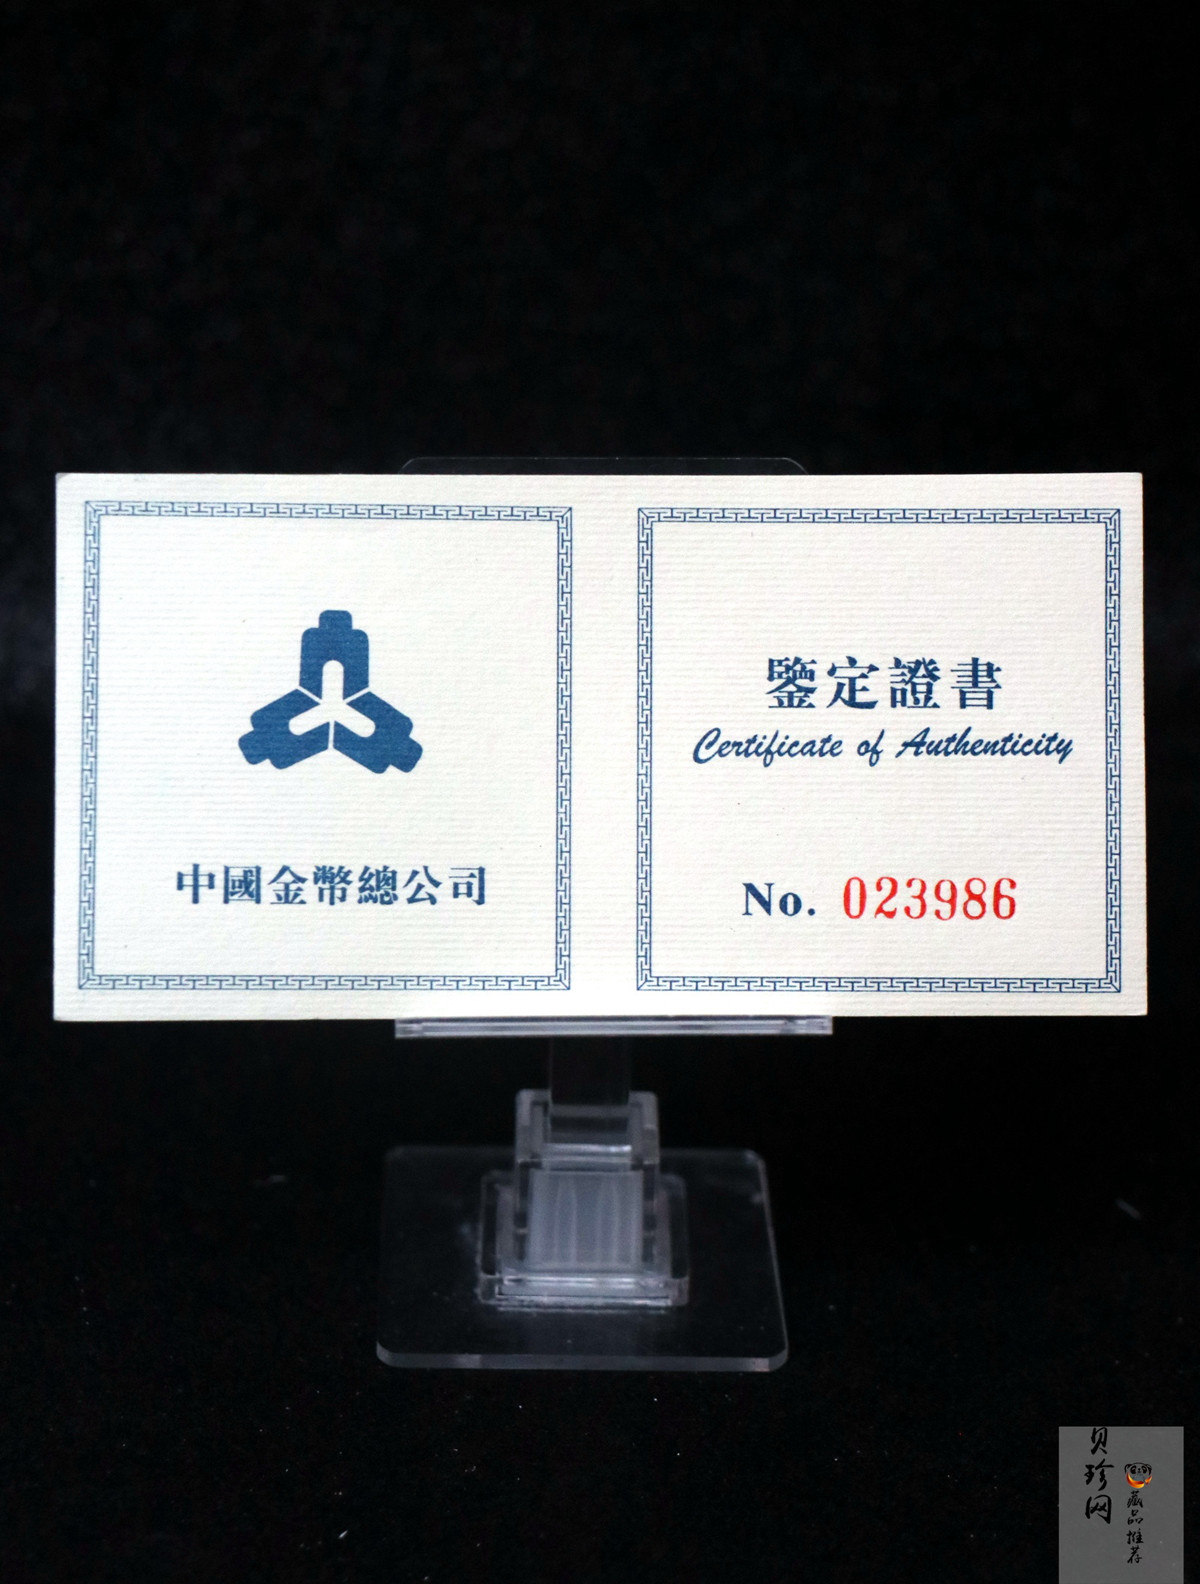 中國金幣總公司
鑒定證書
Certificate of Authenticity
No. 023986
贝珍网
藏品推荐